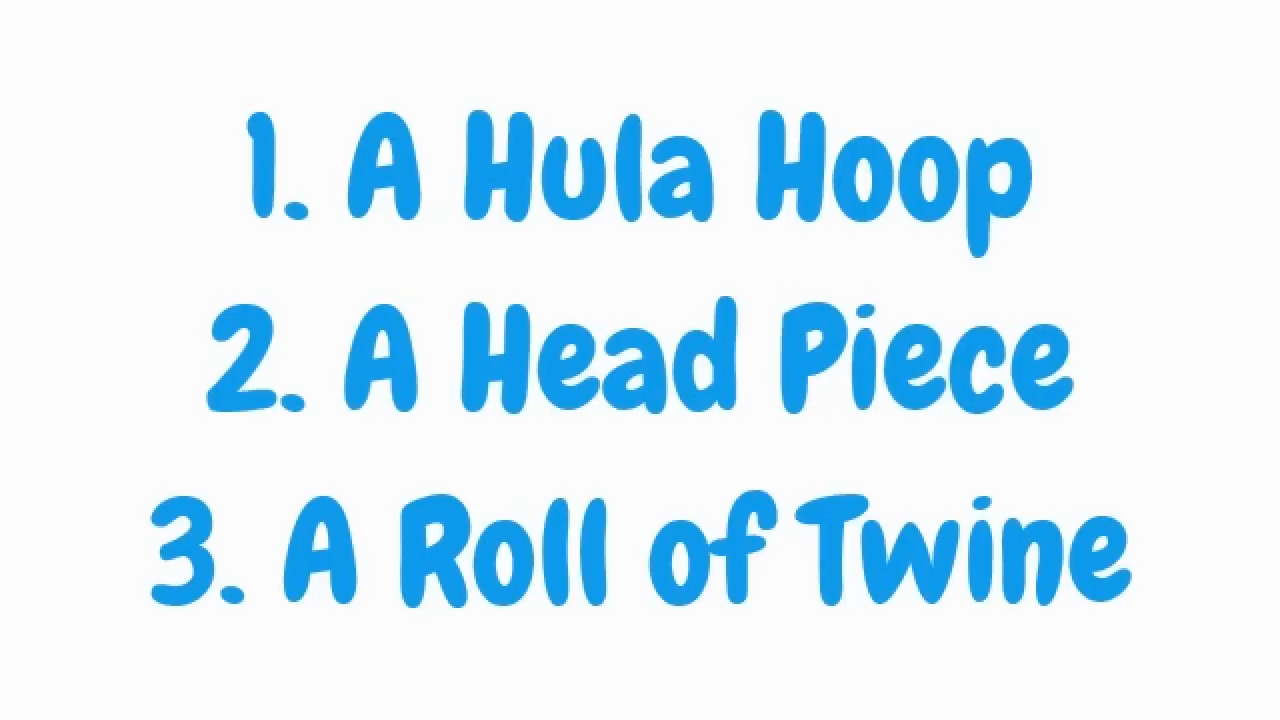 1. A Hula Hoop
2. A Head Piece
3. A Roll of Twine